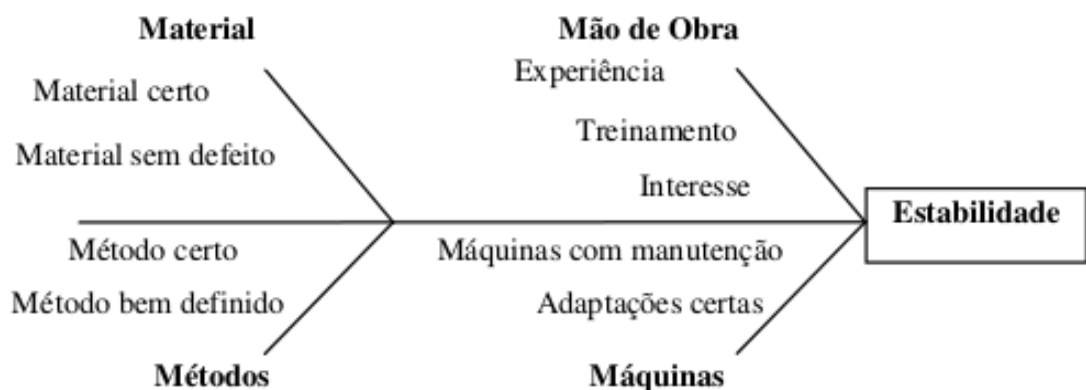 Material
Mão de Obra
Experiência
Material certo
Treinamento
Material sem defeito
Interesse
Estabilidade
Método certo
Máquinas com manutenção
Método bem definido
Adaptações certas
Métodos
Máquinas